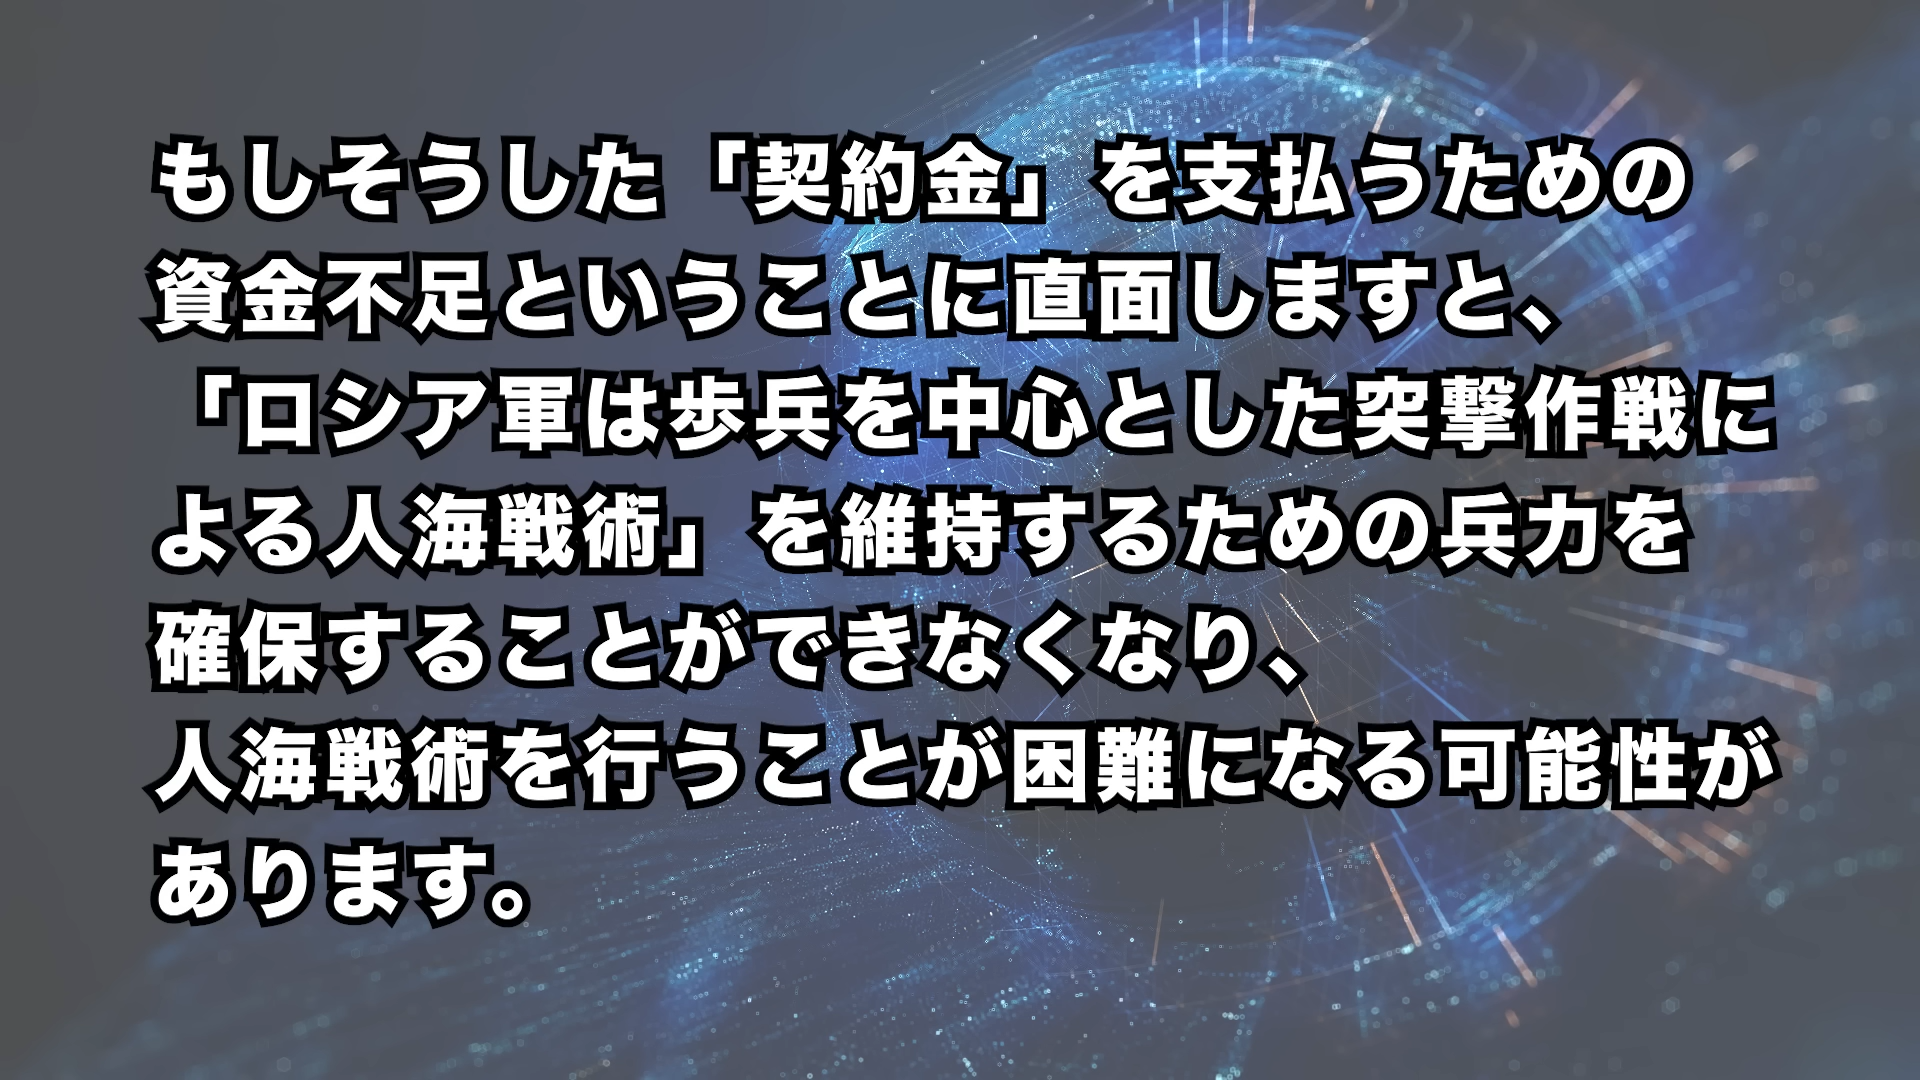 もしそうした「契約金」を支払うための
資金不足ということに直面しますと、
「ロシア軍は歩兵を中心とした突撃作戦に
よる人海戦術」を維持するための兵力を
確保することができなくなり、
人海戦術を行うことが困難になる可能性が
あります。